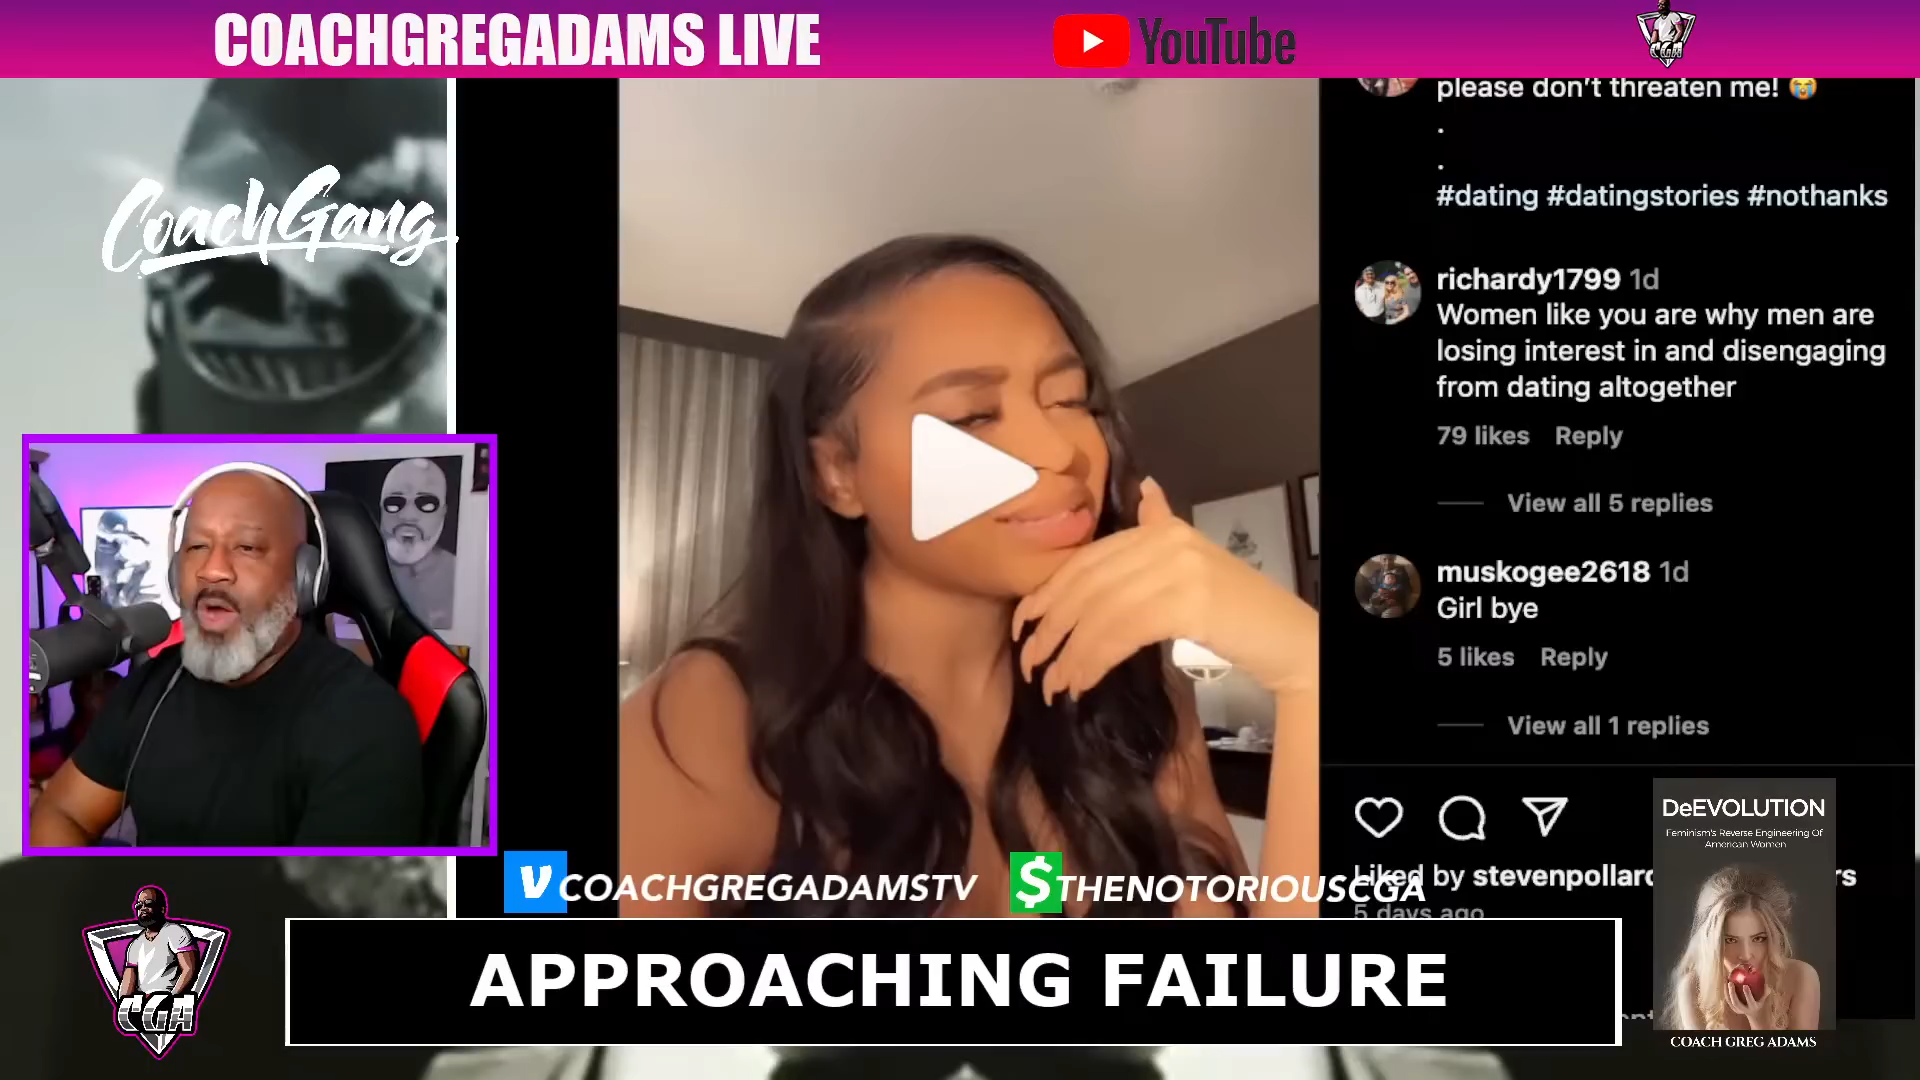 COACHGREGADAMS LIVE
YouTube
CGA
CoachGang
please don't threaten me! 😭
.
.
#dating #datingstories #nothanks
richardy1799 1d
Women like you are why men are
losing interest in and disengaging
from dating altogether
79 likes Reply
View all 5 replies
muskogee2618 1d
Girl bye
5 likes Reply
View all 1 replies
DeEVOLUTION
Feminism's Reverse Engineering Of
American Women
Liked by
5 days ago
COACHGREGADAMSTV
$THENOTORIOUSCGA
APPROACHING FAILURE
CGA
COACH GREG ADAMS